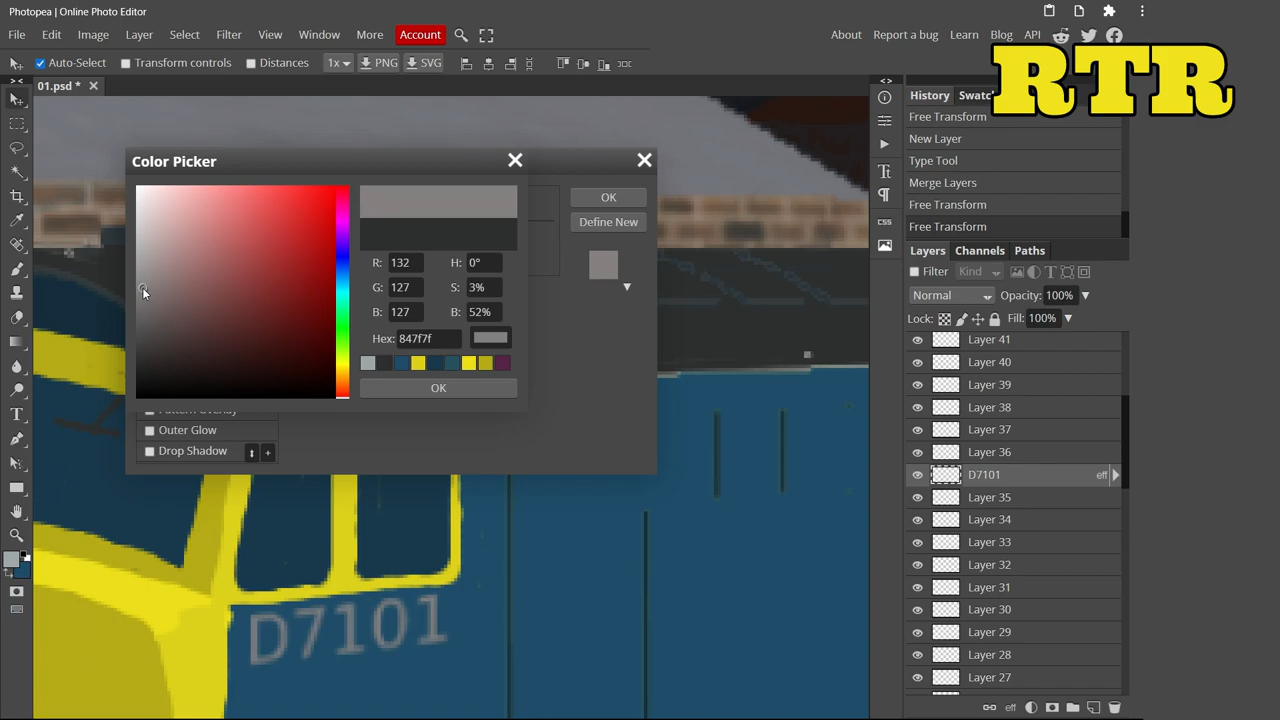 Photopea | Online Photo Editor
File Edit Image Layer Select Filter View Window More Account About Report a bug Learn Blog API
RTR
Auto-Select Transform controls Distances 1x PNG SVG
01.psd *
History Swatc
Free Transform
New Layer
Type Tool
Merge Layers
Free Transform
Free Transform
Color Picker
OK
Define New
R: 132 H: 0°
G: 127 S: 3%
B: 127 B: 52%
Hex: 847f7f
OK
Outer Glow
Drop Shadow
Layers Channels Paths
Filter Kind
Normal Opacity: 100%
Lock: Fill: 100%
Layer 41
Layer 40
Layer 39
Layer 38
Layer 37
Layer 36
D7101 eff
Layer 35
Layer 34
Layer 33
Layer 32
Layer 31
Layer 30
Layer 29
Layer 28
Layer 27
eff
D7101